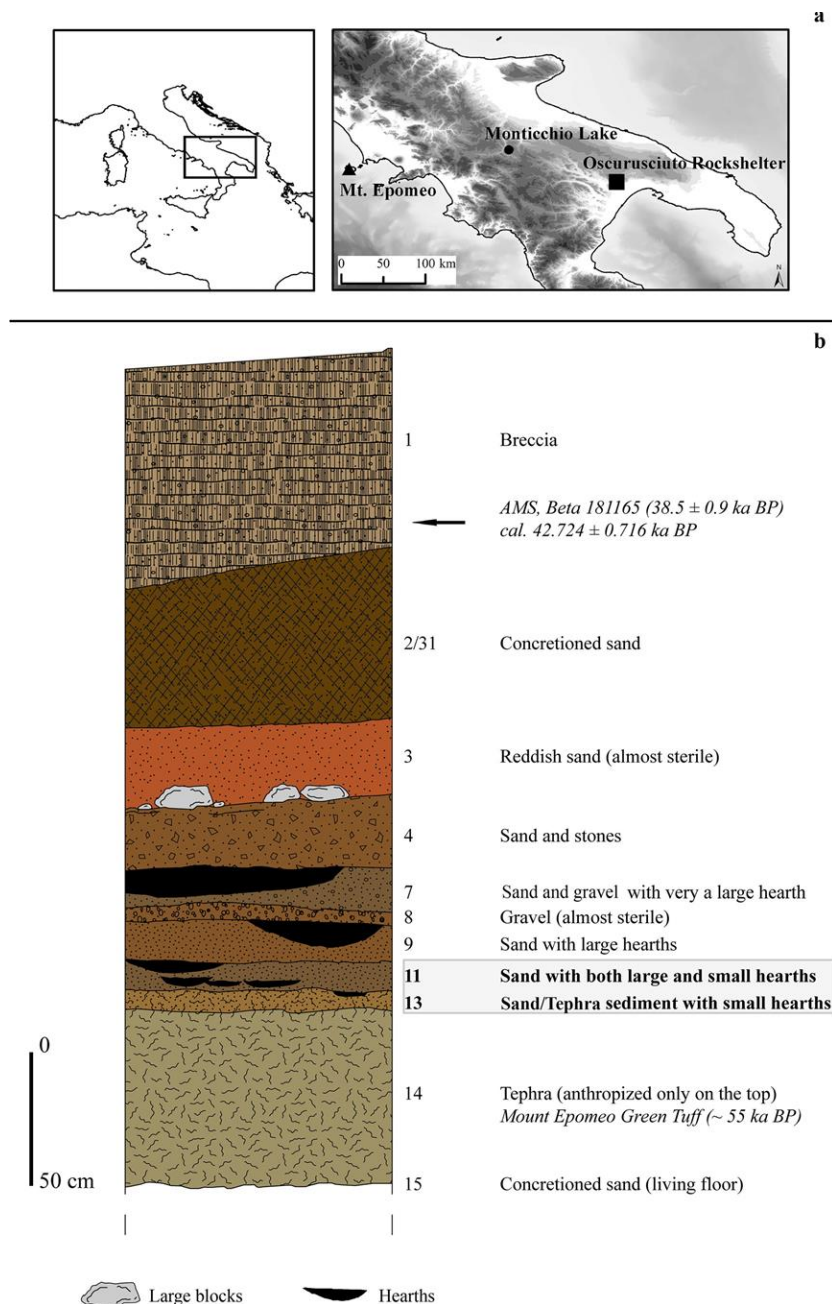 a
Monticchio Lake
Oscurusciuto Rockshelter
Mt. Epomeo
0 50 100 km
N
b
1 Breccia
AMS, Beta 181165 (38.5 ± 0.9 ka BP)
cal. 42.724 ± 0.716 ka BP
2/31 Concretioned sand
3 Reddish sand (almost sterile)
4 Sand and stones
7 Sand and gravel with very a large hearth
8 Gravel (almost sterile)
9 Sand with large hearths
11 Sand with both large and small hearths
13 Sand/Tephra sediment with small hearths
0
14 Tephra (anthropized only on the top)
Mount Epomeo Green Tuff (~ 55 ka BP)
50 cm
15 Concretioned sand (living floor)
Large blocks
Hearths